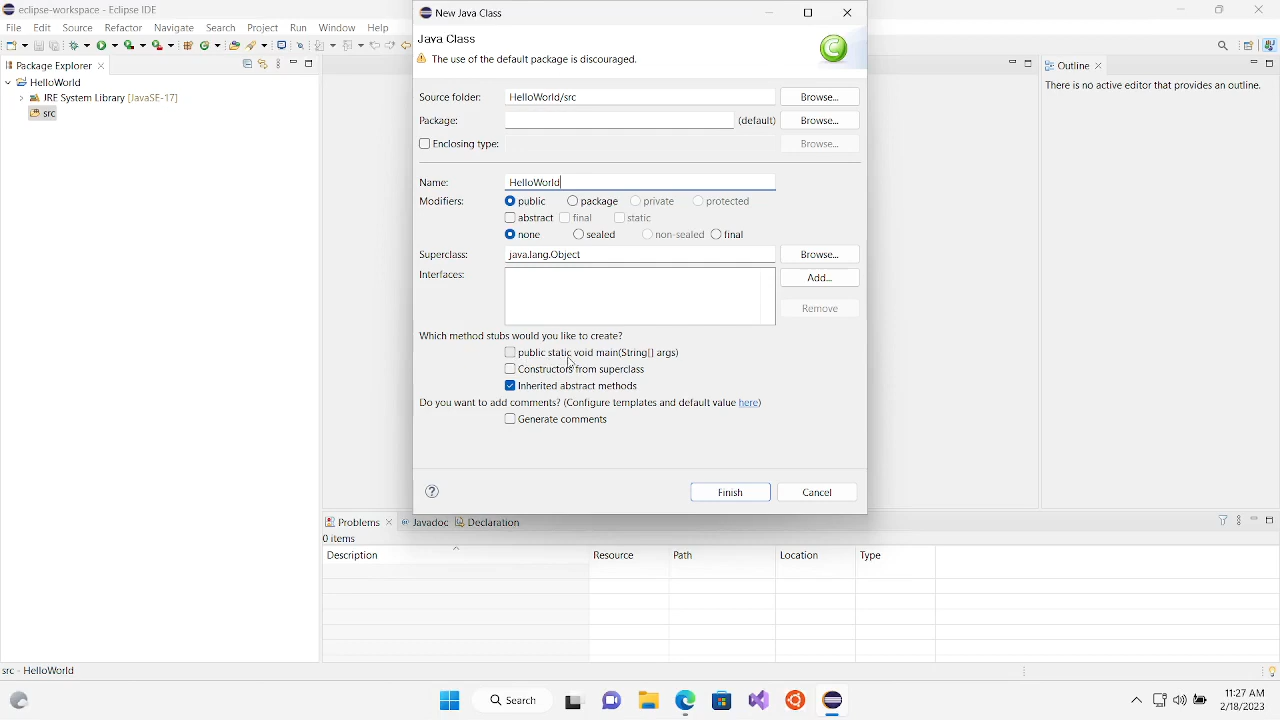 eclipse-workspace - Eclipse IDE
File Edit Source Refactor Navigate Search Project Run Window Help
Package Explorer
HelloWorld
JRE System Library [JavaSE-17]
src
New Java Class
Java Class
The use of the default package is discouraged.
Source folder: HelloWorld/src Browse...
Package: (default) Browse...
Enclosing type: Browse...
Name: HelloWorld
Modifiers: public package private protected
abstract final static
none sealed non-sealed final
Superclass: java.lang.Object Browse...
Interfaces: Add...
Remove
Which method stubs would you like to create?
public static void main(String[] args)
Constructors from superclass
Inherited abstract methods
Do you want to add comments? (Configure templates and default value here)
Generate comments
Finish Cancel
Outline
There is no active editor that provides an outline.
Problems Javadoc Declaration
0 items
Description Resource Path Location Type
src - HelloWorld
Search
11:27 AM
2/18/2023